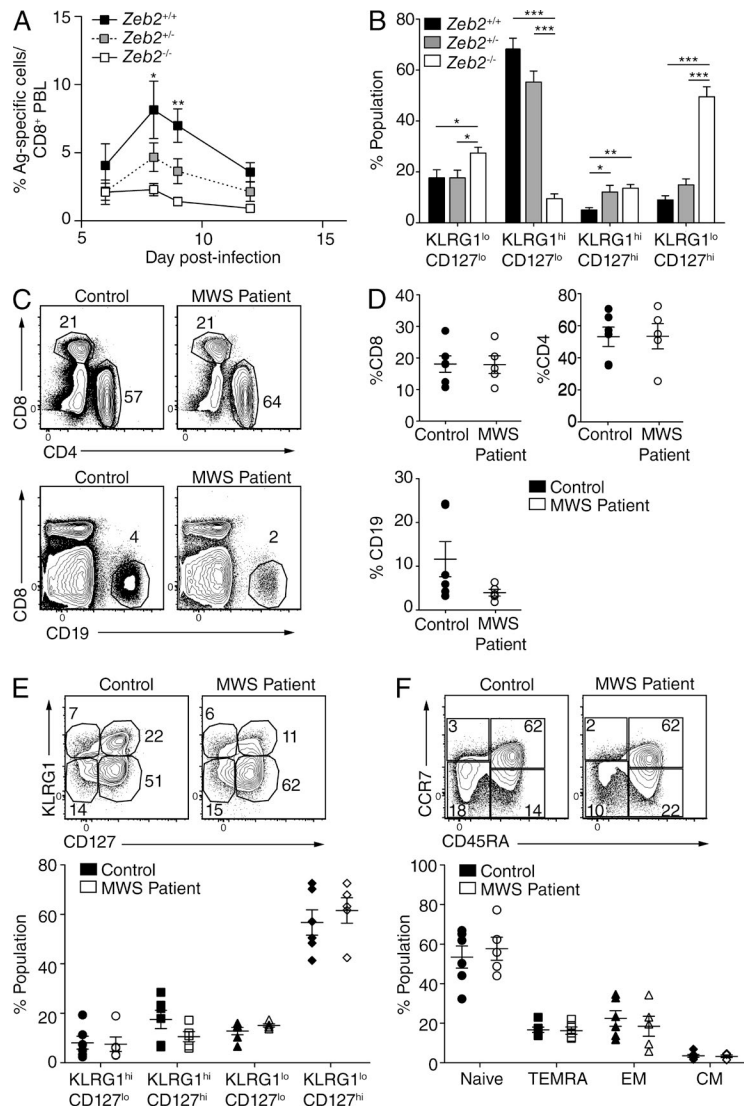 A
Zeb2+/+
Zeb2+/-
Zeb2-/-
% Ag-specific cells/
CD8+ PBL
15
10
5
0
*
**
5
10
15
Day post-infection
B
Zeb2+/+
Zeb2+/-
Zeb2-/-
% Population
80
60
40
20
0
*
*
***
***
*
**
***
***
KLRG1lo
CD127lo
KLRG1hi
CD127lo
KLRG1hi
CD127hi
KLRG1lo
CD127hi
C
Control
MWS Patient
21
57
21
64
CD8
0
0
0
CD4
Control
MWS Patient
4
2
CD8
0
0
0
CD19
D
%CD8
40
30
20
10
0
Control
MWS
Patient
%CD4
80
60
40
20
0
Control
MWS
Patient
Control
MWS Patient
% CD19
30
20
10
0
Control
MWS
Patient
E
Control
MWS Patient
7
22
51
14
6
11
62
15
KLRG1
0
0
0
CD127
Control
MWS Patient
% Population
80
60
40
20
0
KLRG1hi
CD127lo
KLRG1hi
CD127hi
KLRG1lo
CD127lo
KLRG1lo
CD127hi
F
Control
MWS Patient
3
62
18
14
2
62
10
22
CCR7
0
0
0
CD45RA
Control
MWS Patient
% Population
100
80
60
40
20
0
Naive
TEMRA
EM
CM